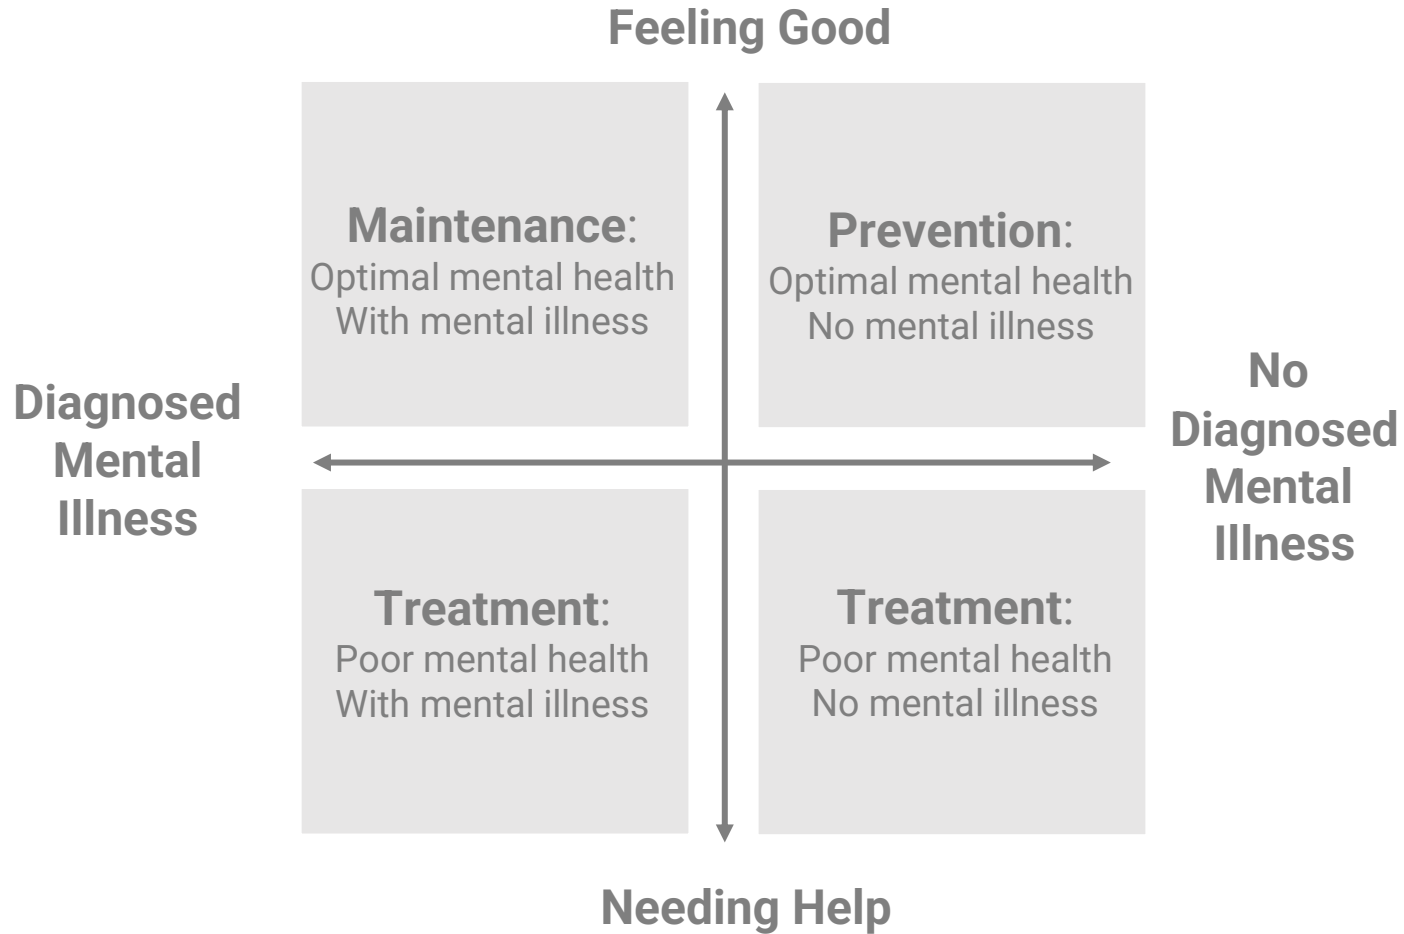 Feeling Good
Maintenance:
Optimal mental health
With mental illness
Prevention:
Optimal mental health
No mental illness
Diagnosed
Mental
Illness
No
Diagnosed
Mental
Illness
Treatment:
Poor mental health
With mental illness
Treatment:
Poor mental health
No mental illness
Needing Help